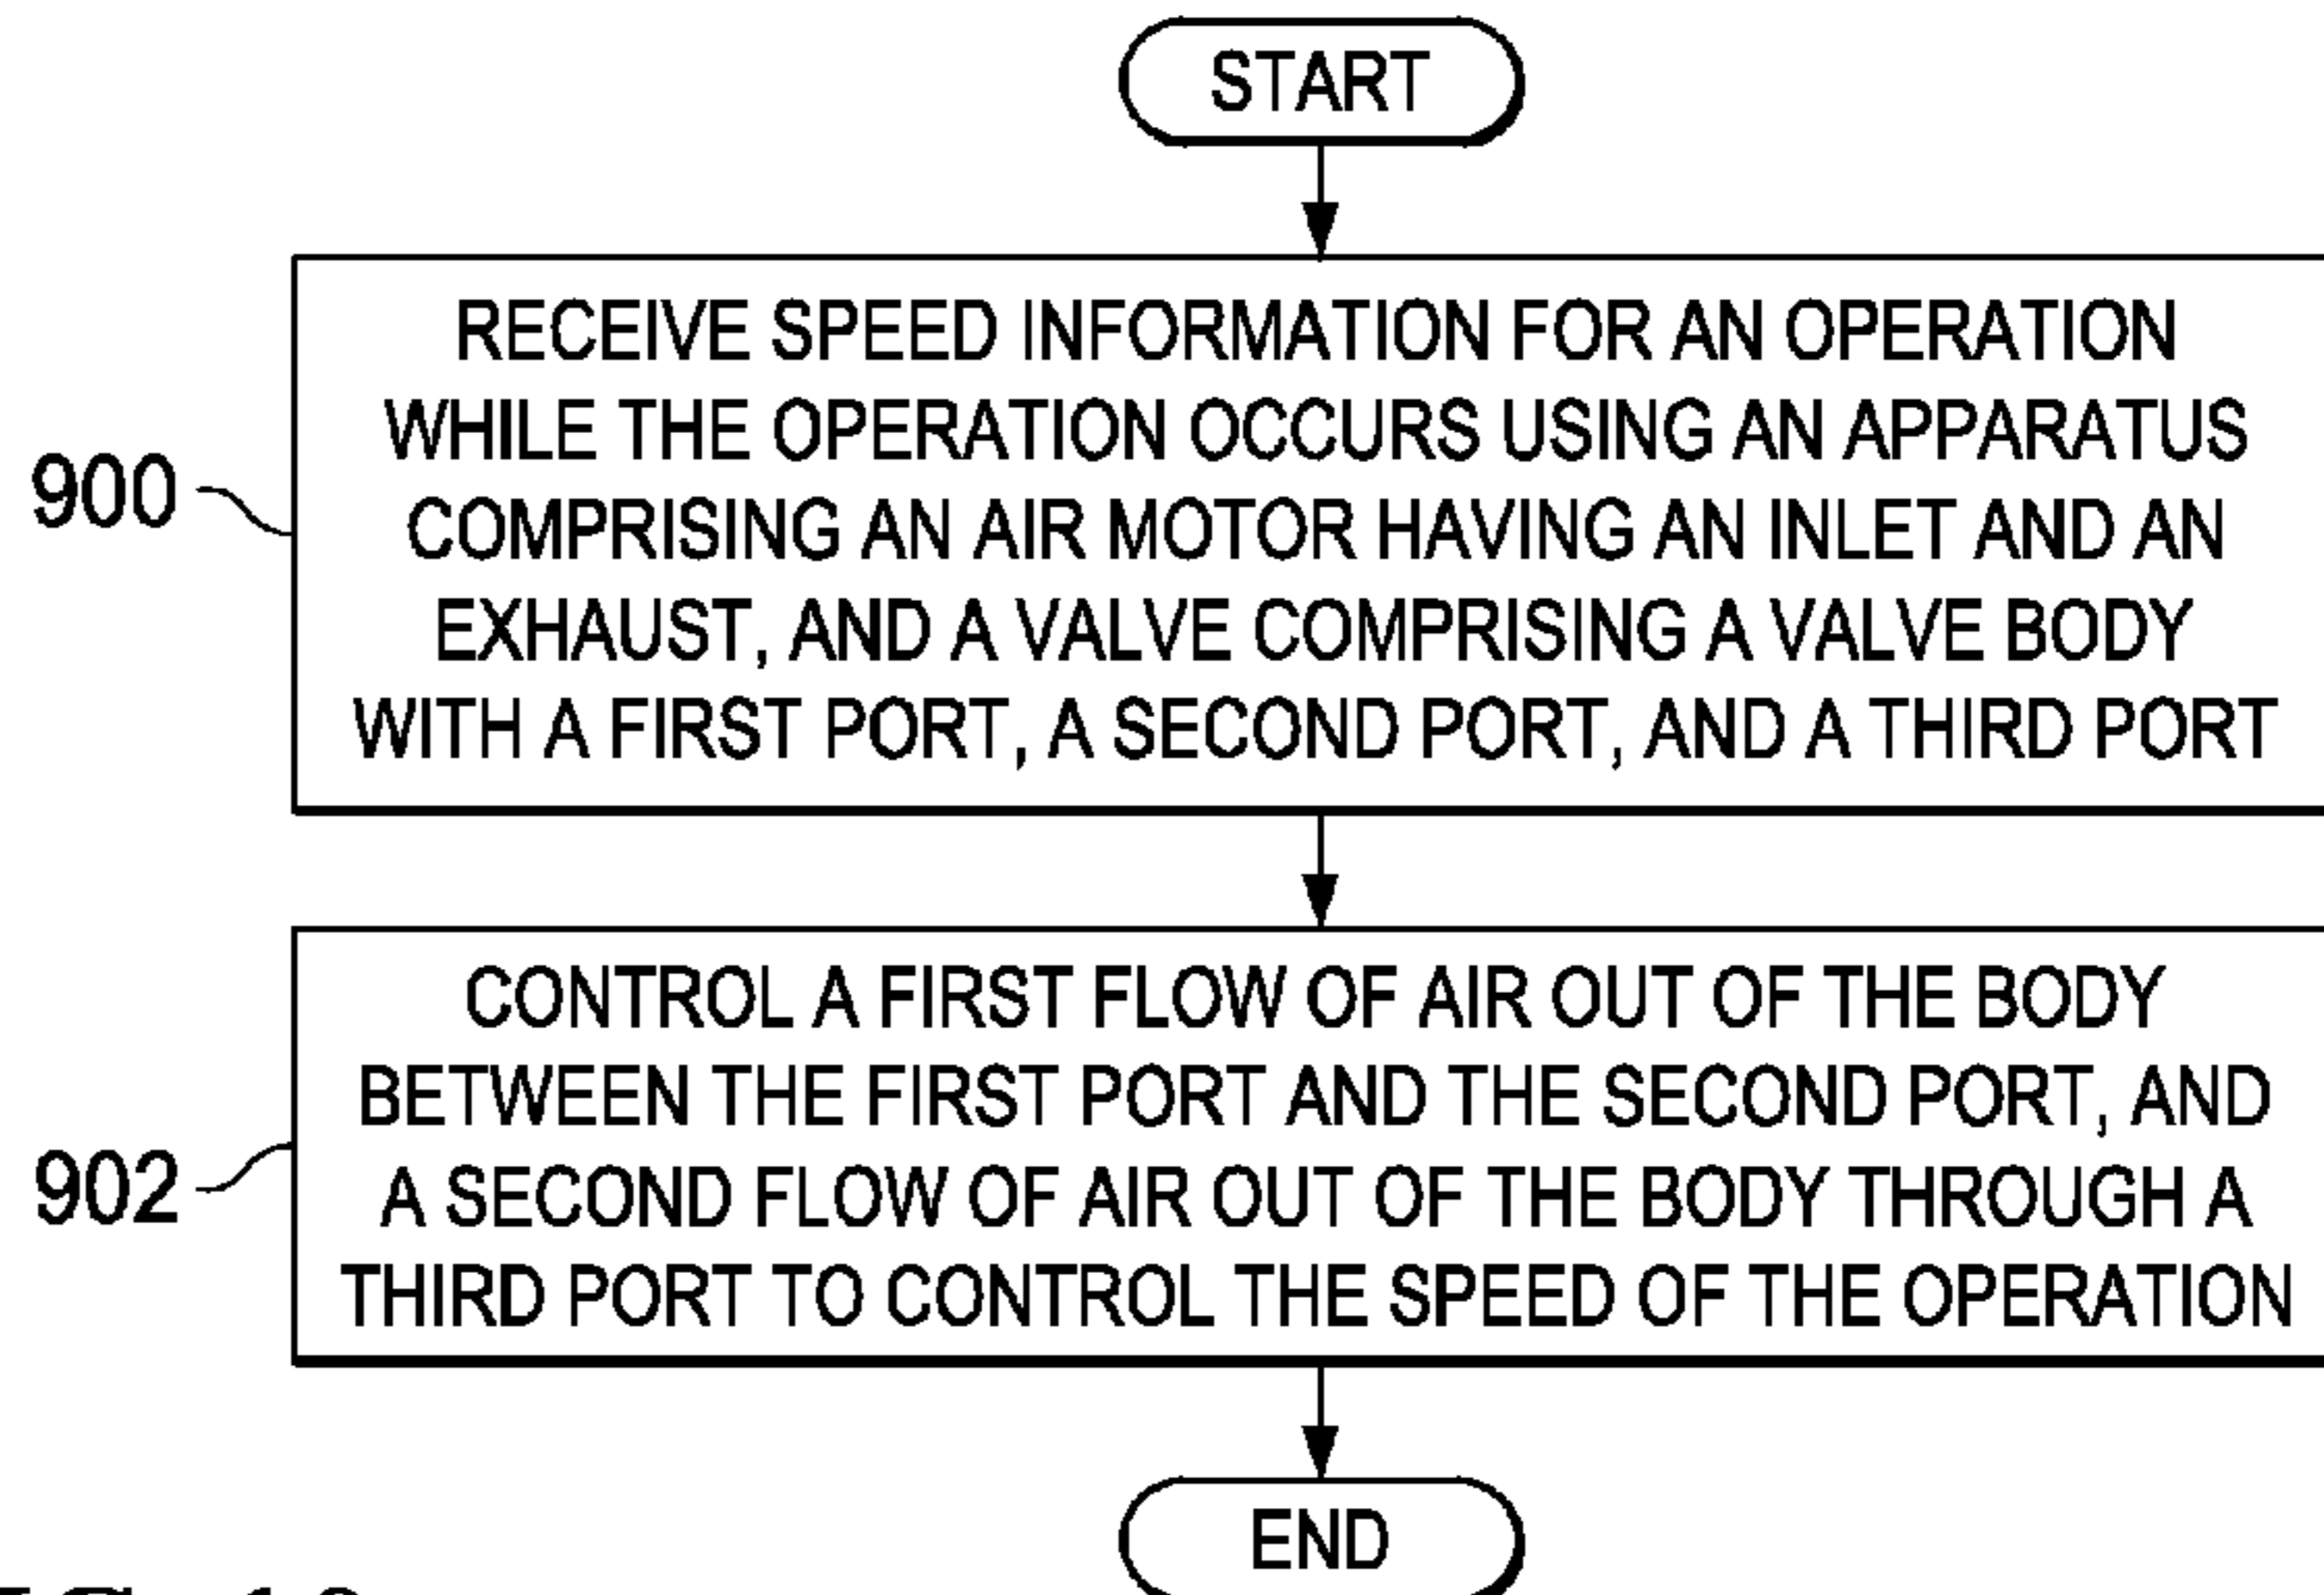 START
RECEIVE SPEED INFORMATION FOR AN OPERATION
WHILE THE OPERATION OCCURS USING AN APPARATUS
COMPRISING AN AIR MOTOR HAVING AN INLET AND AN
EXHAUST, AND A VALVE COMPRISING A VALVE BODY
WITH A FIRST PORT, A SECOND PORT, AND A THIRD PORT
900
CONTROL A FIRST FLOW OF AIR OUT OF THE BODY
BETWEEN THE FIRST PORT AND THE SECOND PORT, AND
A SECOND FLOW OF AIR OUT OF THE BODY THROUGH A
THIRD PORT TO CONTROL THE SPEED OF THE OPERATION
902
END